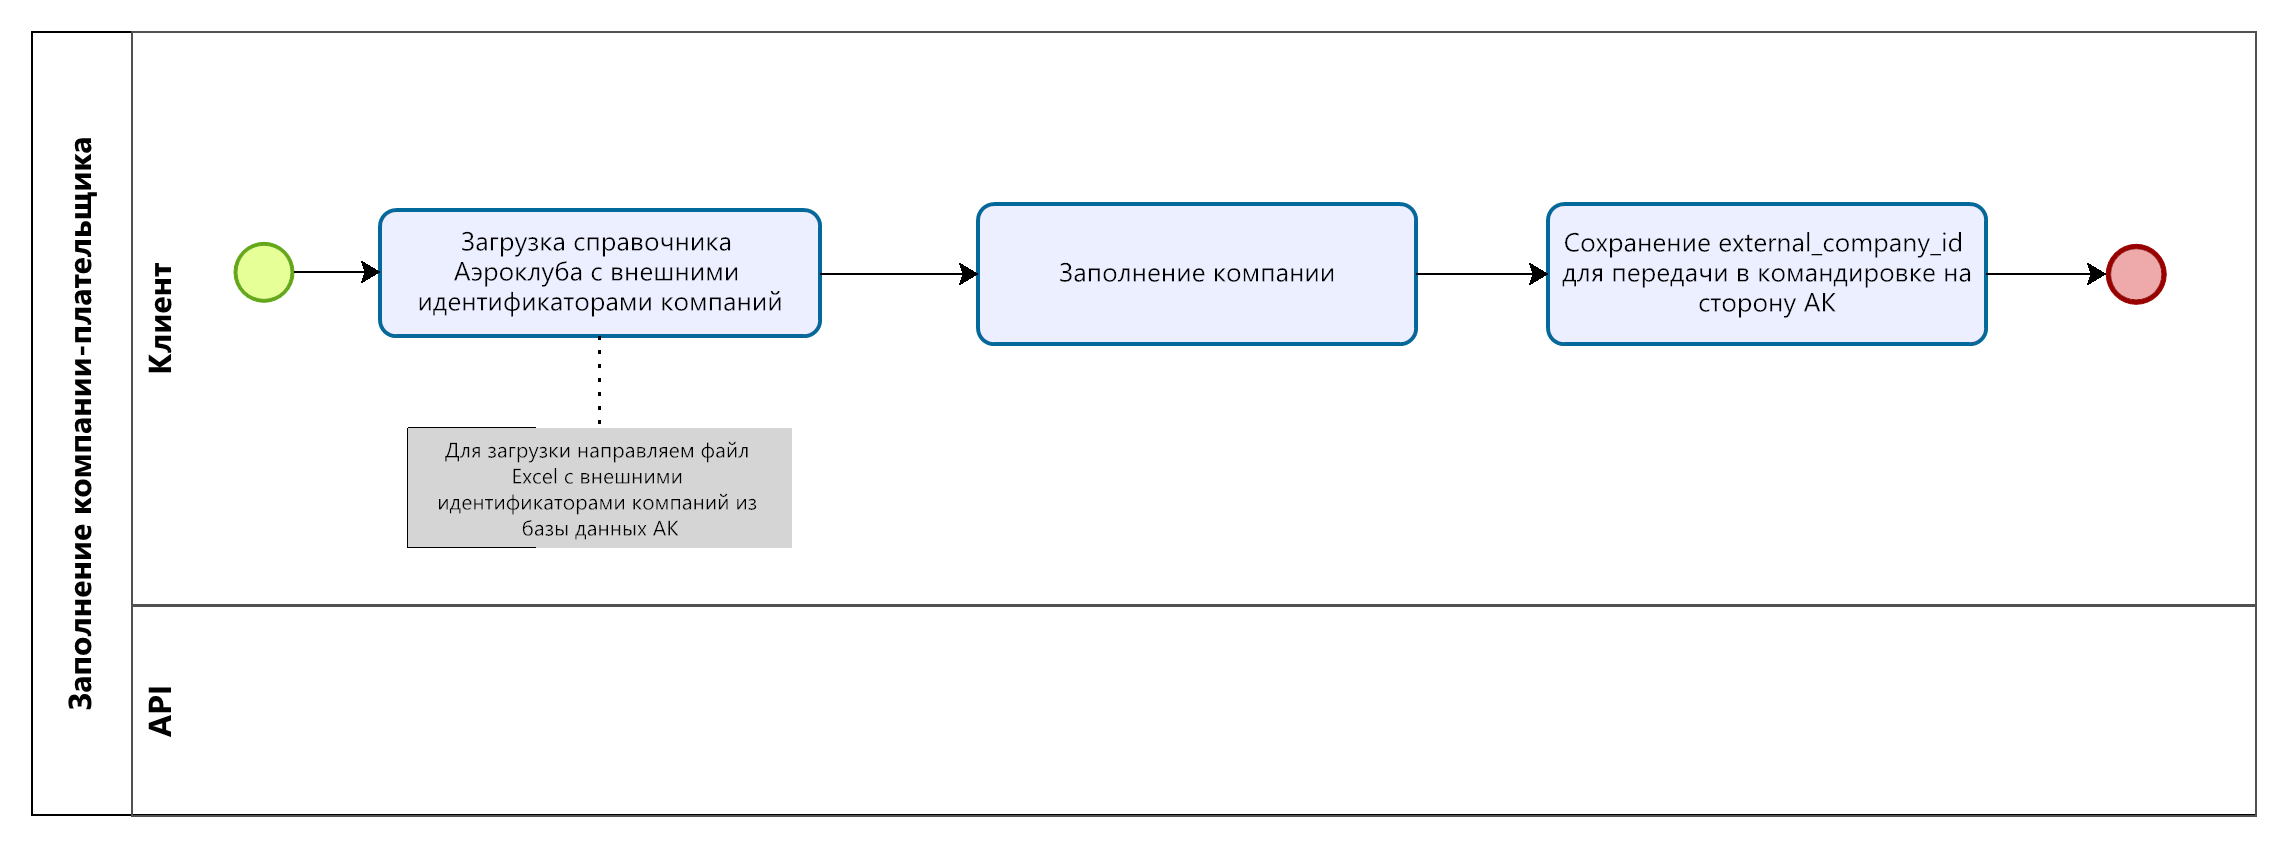 Заполнение компании-плательщика
Клиент
Загрузка справочника
Аэроклуба с внешними
идентификаторами компаний
Заполнение компании
Сохранение external_company_id
для передачи в командировке на
сторону АК
Для загрузки направляем файл
Excel с внешними
идентификаторами компаний из
базы данных АК
API